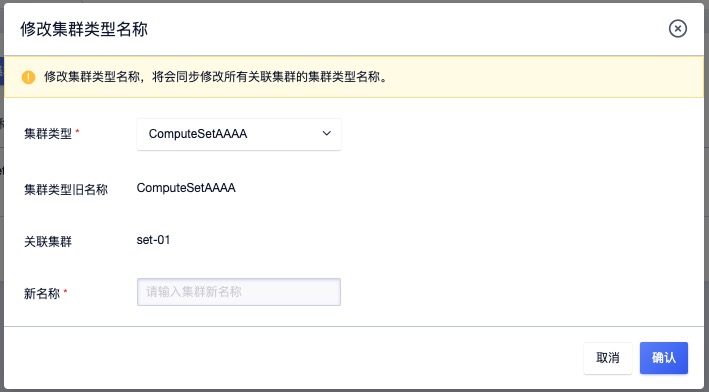 修改集群类型名称
修改集群类型名称，将会同步修改所有关联集群的集群类型名称。
集群类型 * ComputeSetAAAA
集群类型旧名称 ComputeSetAAAA
关联集群 set-01
新名称 * 请输入集群新名称
取消 确认